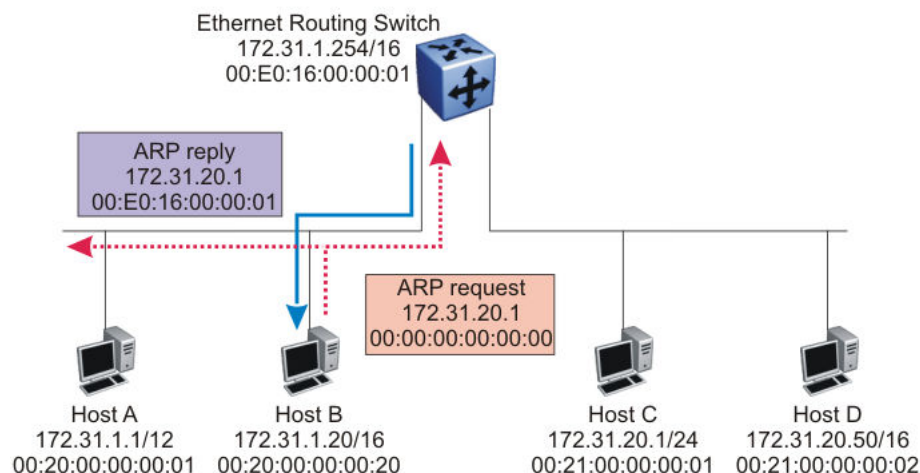 Ethernet Routing Switch
172.31.1.254/16
00:E0:16:00:00:01
ARP reply
172.31.20.1
00:E0:16:00:00:01
ARP request
172.31.20.1
00:00:00:00:00:00
Host A
172.31.1.1/12
00:20:00:00:00:01
Host B
172.31.1.20/16
00:20:00:00:00:20
Host C
172.31.20.1/24
00:21:00:00:00:01
Host D
172.31.20.50/16
00:21:00:00:00:02